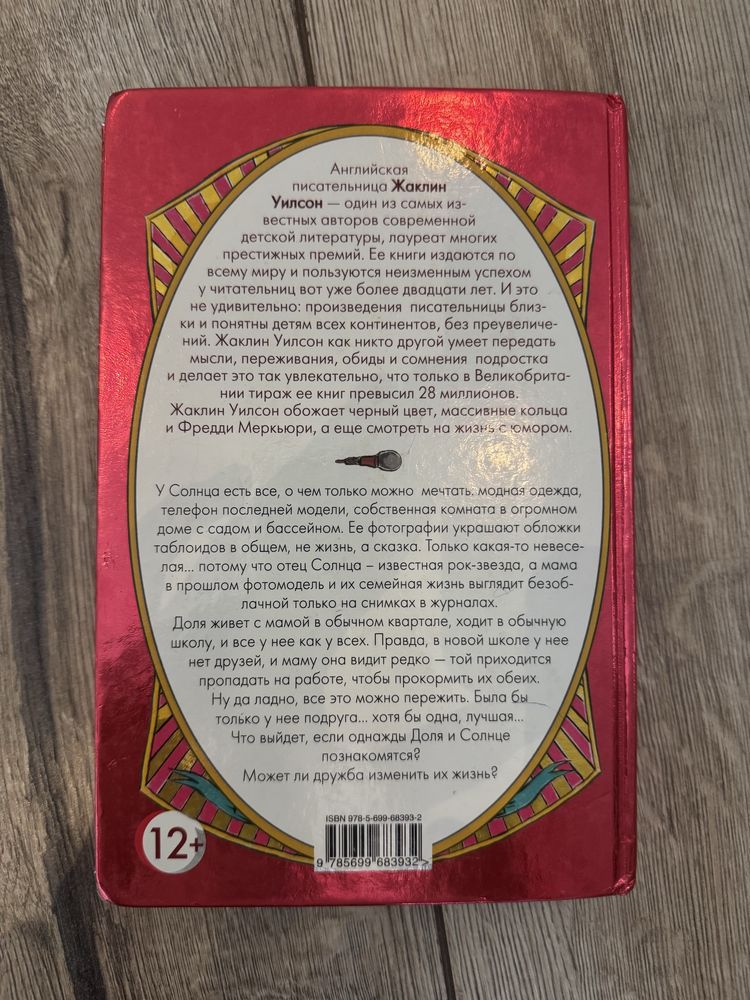 Английская
писательница Жаклин
Уилсон — один из самых из-
вестных авторов современной
детской литературы, лауреат многих
престижных премий. Ее книги издаются по
всему миру и пользуются неизменным успехом
у читательниц вот уже более двадцати лет. И это
не удивительно: произведения писательницы близ-
ки и понятны детям всех континентов, без преувеличе-
ний. Жаклин Уилсон как никто другой умеет передать
мысли, переживания, обиды и сомнения подростка
и делает это так увлекательно, что только в Великобрита-
нии тираж ее книг превысил 28 миллионов.
Жаклин Уилсон обожает черный цвет, массивные кольца
и Фредди Меркьюри, а еще смотреть на жизнь с юмором.
У Солнца есть все, о чем только можно мечтать: модная одежда,
телефон последней модели, собственная комната в огромном
доме с садом и бассейном. Ее фотографии украшают обложки
таблоидов в общем, не жизнь, а сказка. Только какая-то невесе-
лая... потому что отец Солнца – известная рок-звезда, а мама
в прошлом фотомодель и их семейная жизнь выглядит безоб-
лачной только на снимках в журналах.
Доля живет с мамой в обычном квартале, ходит в обычную
школу, и все у нее как у всех. Правда, в новой школе у нее
нет друзей, и маму она видит редко — той приходится
пропадать на работе, чтобы прокормить их обеих.
Ну да ладно, все это можно пережить. Была бы
только у нее подруга... хотя бы одна, лучшая...
Что выйдет, если однажды Доля и Солнце
познакомятся?
Может ли дружба изменить их жизнь?
ISBN 978-5-699-68393-2
9 785699 683932 >
12+